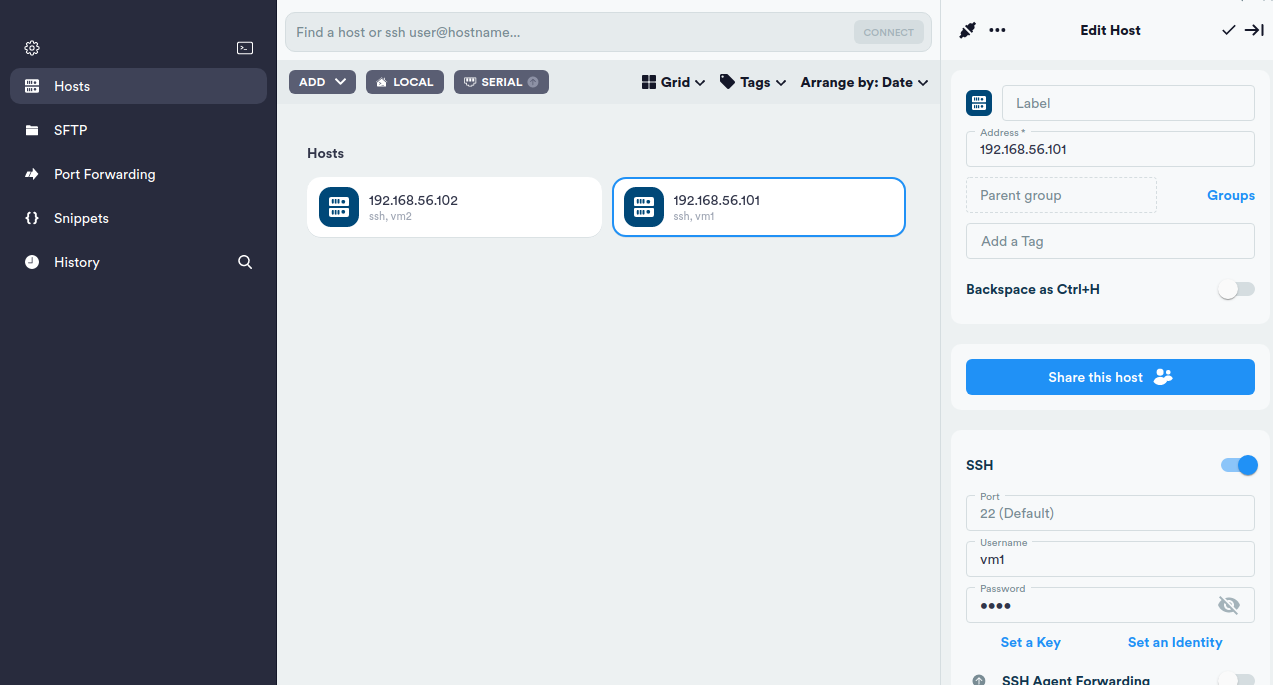 Hosts
SFTP
Port Forwarding
Snippets
History
Find a host or ssh user@hostname...
CONNECT
ADD
LOCAL
SERIAL
Grid
Tags
Arrange by: Date
Hosts
192.168.56.102
ssh, vm2
192.168.56.101
ssh, vm1
Edit Host
Label
Address *
192.168.56.101
Parent group
Groups
Add a Tag
Backspace as Ctrl+H
Share this host
SSH
Port
22 (Default)
Username
vm1
Password
••••
Set a Key
Set an Identity
SSH Agent Forwarding